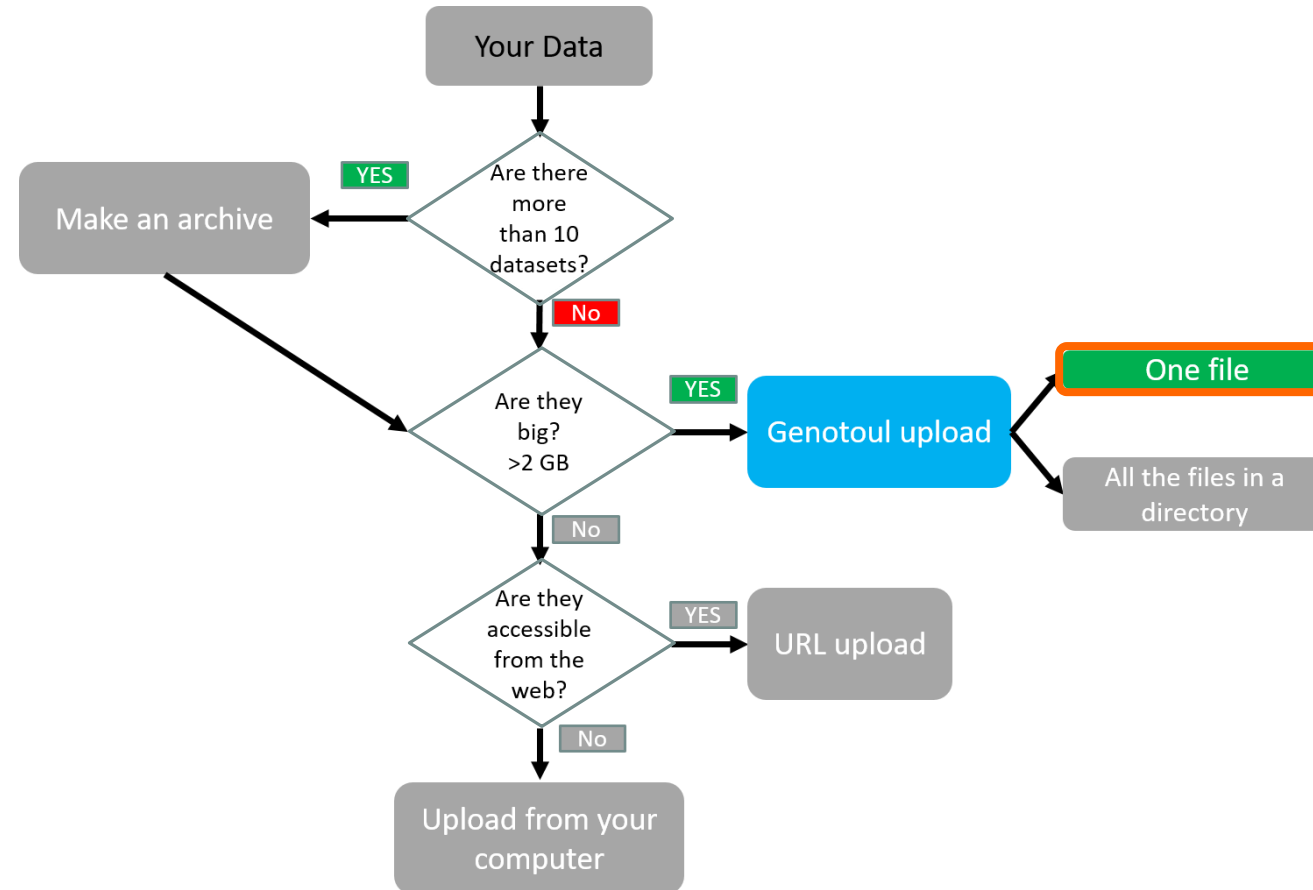 Your Data
YES
Are there
more
than 10
datasets?
Make an archive
No
Are they
big?
>2 GB
YES
Genotoul upload
One file
All the files in a
directory
No
Are they
accessible
from the
web?
YES
URL upload
No
Upload from your
computer